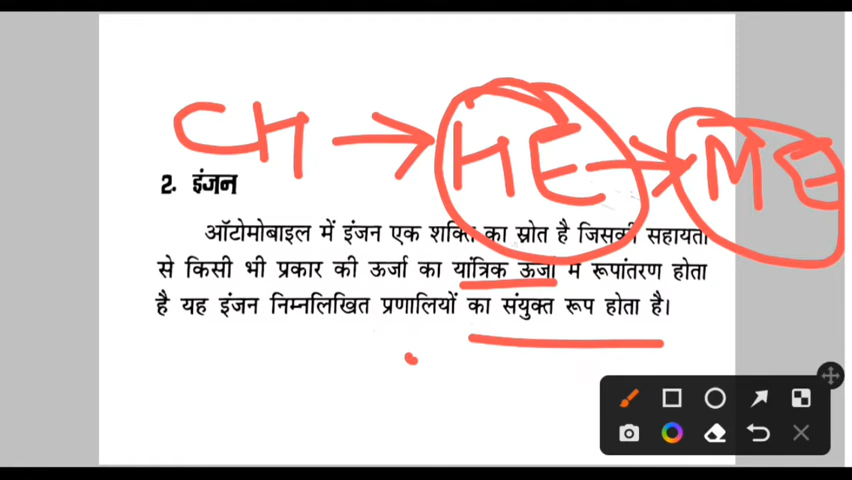 CH → HE → ME
2. इंजन
ऑटोमोबाइल में इंजन एक शक्ति का स्रोत है जिसकी सहायता
से किसी भी प्रकार की ऊर्जा का यांत्रिक ऊर्जा में रूपांतरण होता
है यह इंजन निम्नलिखित प्रणालियों का संयुक्त रूप होता है।